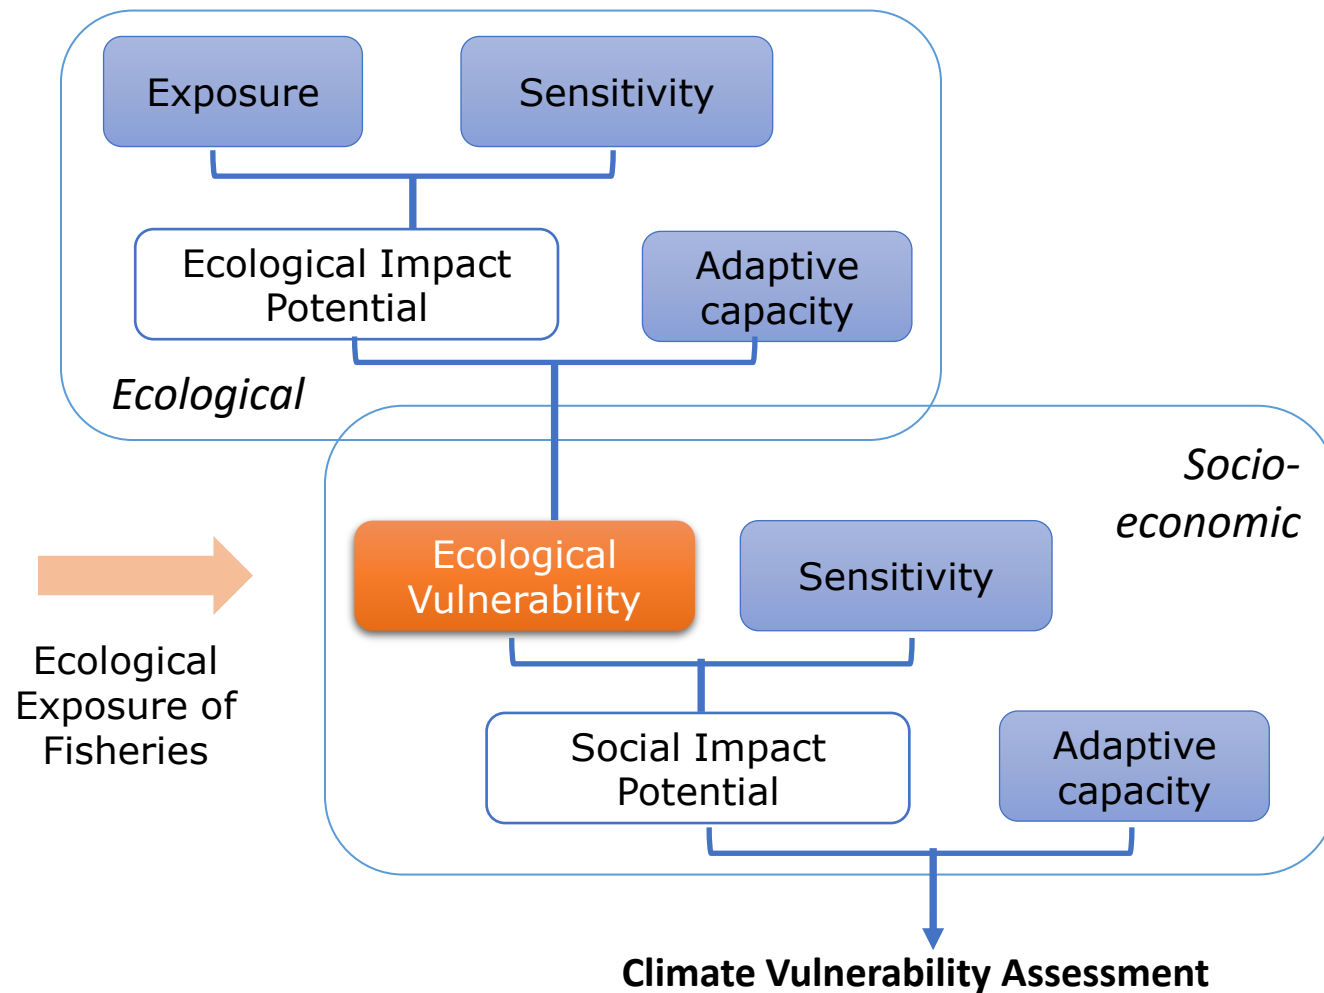 Exposure
Sensitivity
Ecological Impact
Potential
Adaptive
capacity
Ecological
Socio-
economic
Ecological
Vulnerability
Sensitivity
Ecological
Exposure of
Fisheries
Social Impact
Potential
Adaptive
capacity
Climate Vulnerability Assessment